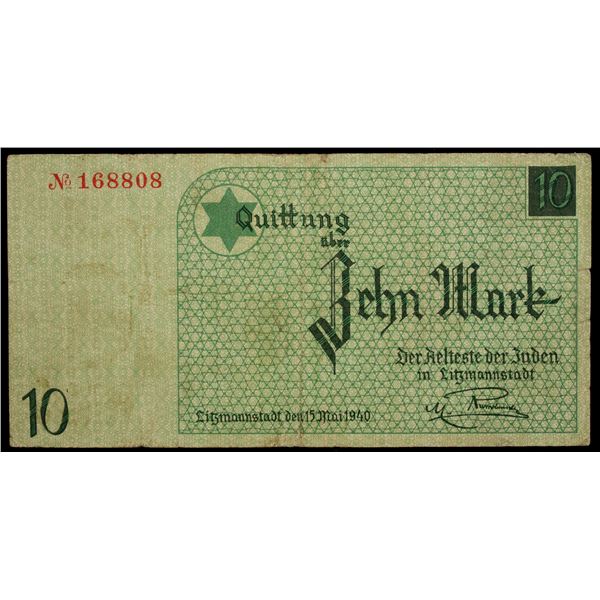 No 168808
10
Quittung
über
Zehn Mark
Der Aelteste der Juden
in Litzmannstadt
Litzmannstadt den 15 Mai 1940
10